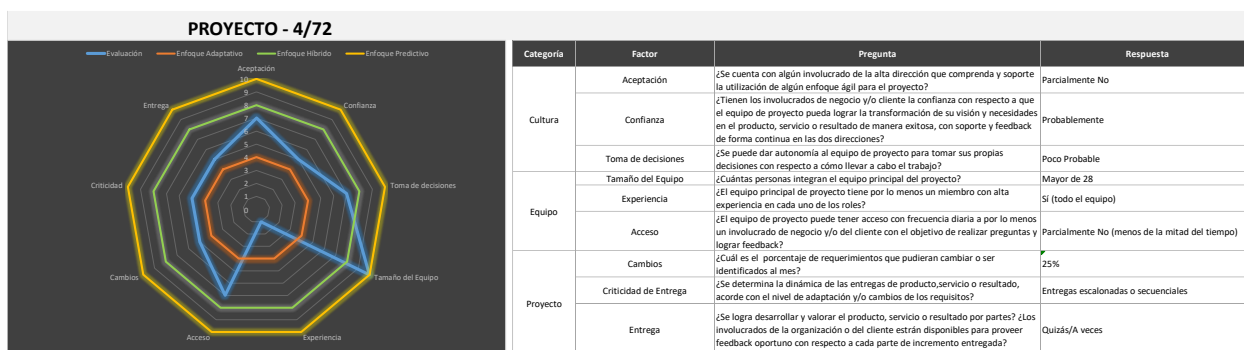 PROYECTO - 4/72
Evaluación Enfoque Adaptativo Enfoque Híbrido Enfoque Predictivo
Aceptación
Confianza
Toma de decisiones
Tamaño del Equipo
Experiencia
Acceso
Cambios
Criticidad
Entrega
10
9
8
7
6
5
4
3
2
1
0
Categoría Factor Pregunta Respuesta
Cultura
Aceptación
¿Se cuenta con algún involucrado de la alta dirección que comprenda y soporte
la utilización de algún enfoque ágil para el proyecto?
Parcialmente No
Confianza
¿Tienen los involucrados de negocio y/o cliente la confianza con respecto a que
el equipo de proyecto pueda lograr la transformación de su visión y necesidades
en el producto, servicio o resultado de manera exitosa, con soporte y feedback
de forma continua en las dos direcciones?
Probablemente
Toma de decisiones
¿Se puede dar autonomía al equipo de proyecto para tomar sus propias
decisiones con respecto a cómo llevar a cabo el trabajo?
Poco Probable
Equipo
Tamaño del Equipo
¿Cuántas personas integran el equipo principal del proyecto?
Mayor de 28
Experiencia
¿El equipo principal de proyecto tiene por lo menos un miembro con alta
experiencia en cada uno de los roles?
Sí (todo el equipo)
Acceso
¿El equipo de proyecto puede tener acceso con frecuencia diaria a por lo menos
un involucrado de negocio y/o del cliente con el objetivo de realizar preguntas y
lograr feedback?
Parcialmente No (menos de la mitad del tiempo)
Proyecto
Cambios
¿Cuál es el porcentaje de requerimientos que pudieran cambiar o ser
identificados al mes?
25%
Criticidad de Entrega
¿Se determina la dinámica de las entregas de producto,servicio o resultado,
acorde con el nivel de adaptación y/o cambios de los requisitos?
Entregas escalonadas o secuenciales
Entrega
¿Se logra desarrollar y valorar el producto, servicio o resultado por partes? ¿Los
involucrados de la organización o del cliente estarán disponibles para proveer
feedback oportuno con respecto a cada parte de incremento entregada?
Quizás/A veces